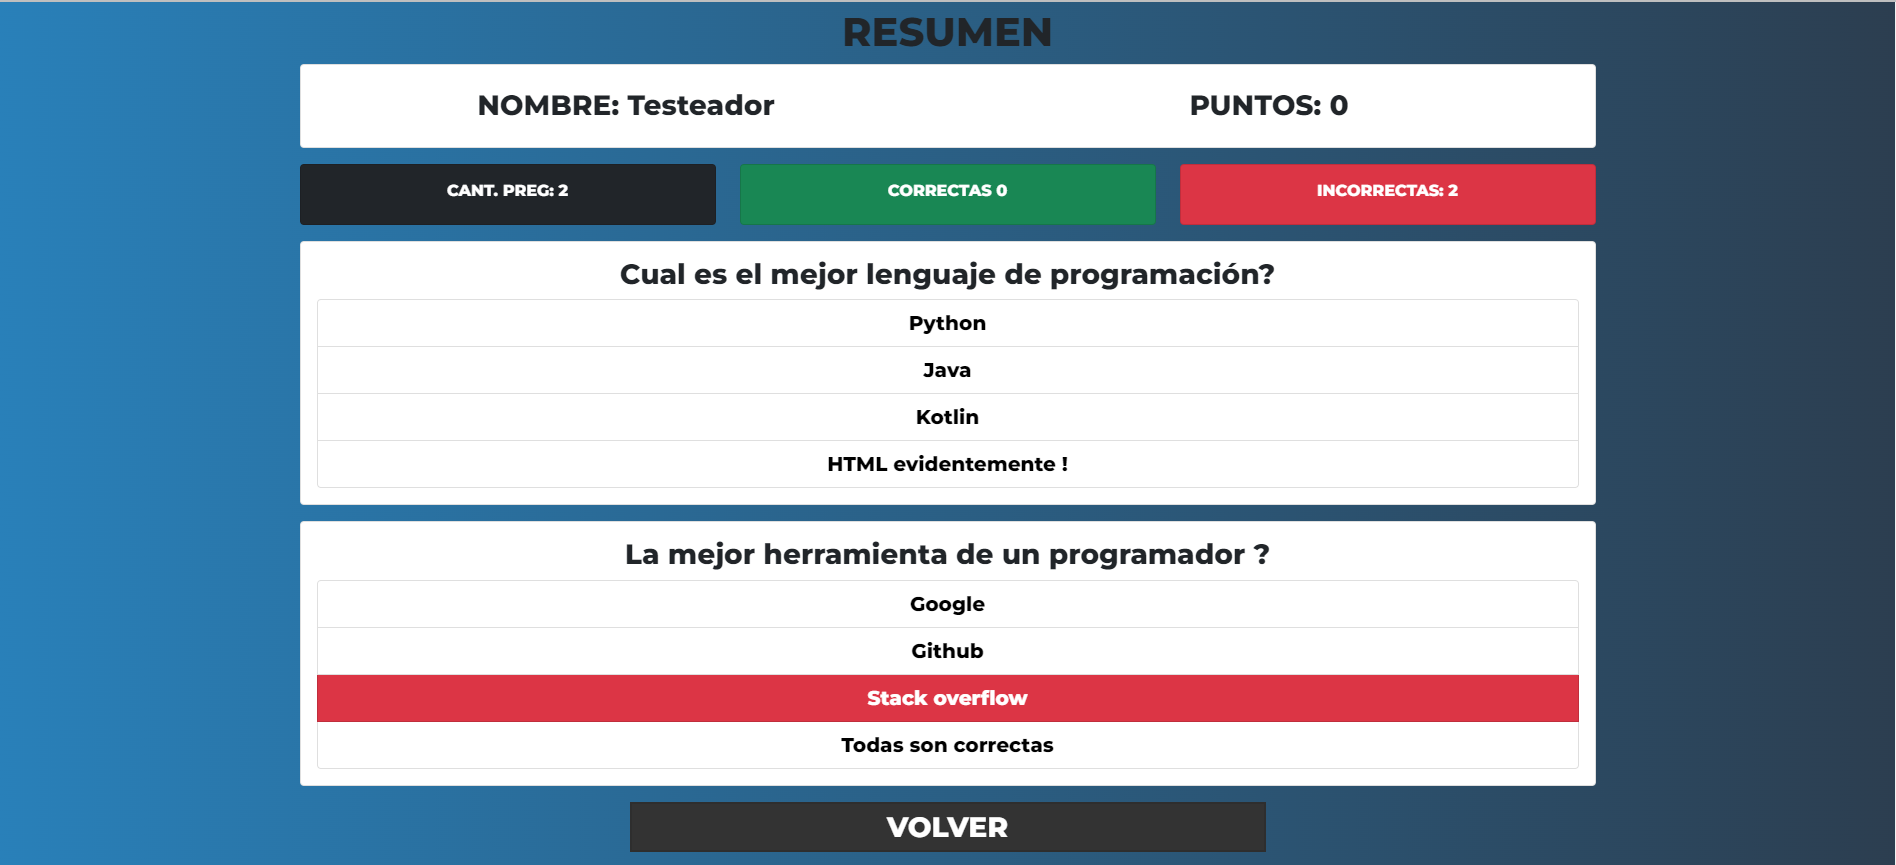 RESUMEN
NOMBRE: Testeador PUNTOS: 0
CANT. PREG: 2 CORRECTAS 0 INCORRECTAS: 2
Cual es el mejor lenguaje de programación?
Python
Java
Kotlin
HTML evidentemente !
La mejor herramienta de un programador ?
Google
Github
Stack overflow
Todas son correctas
VOLVER